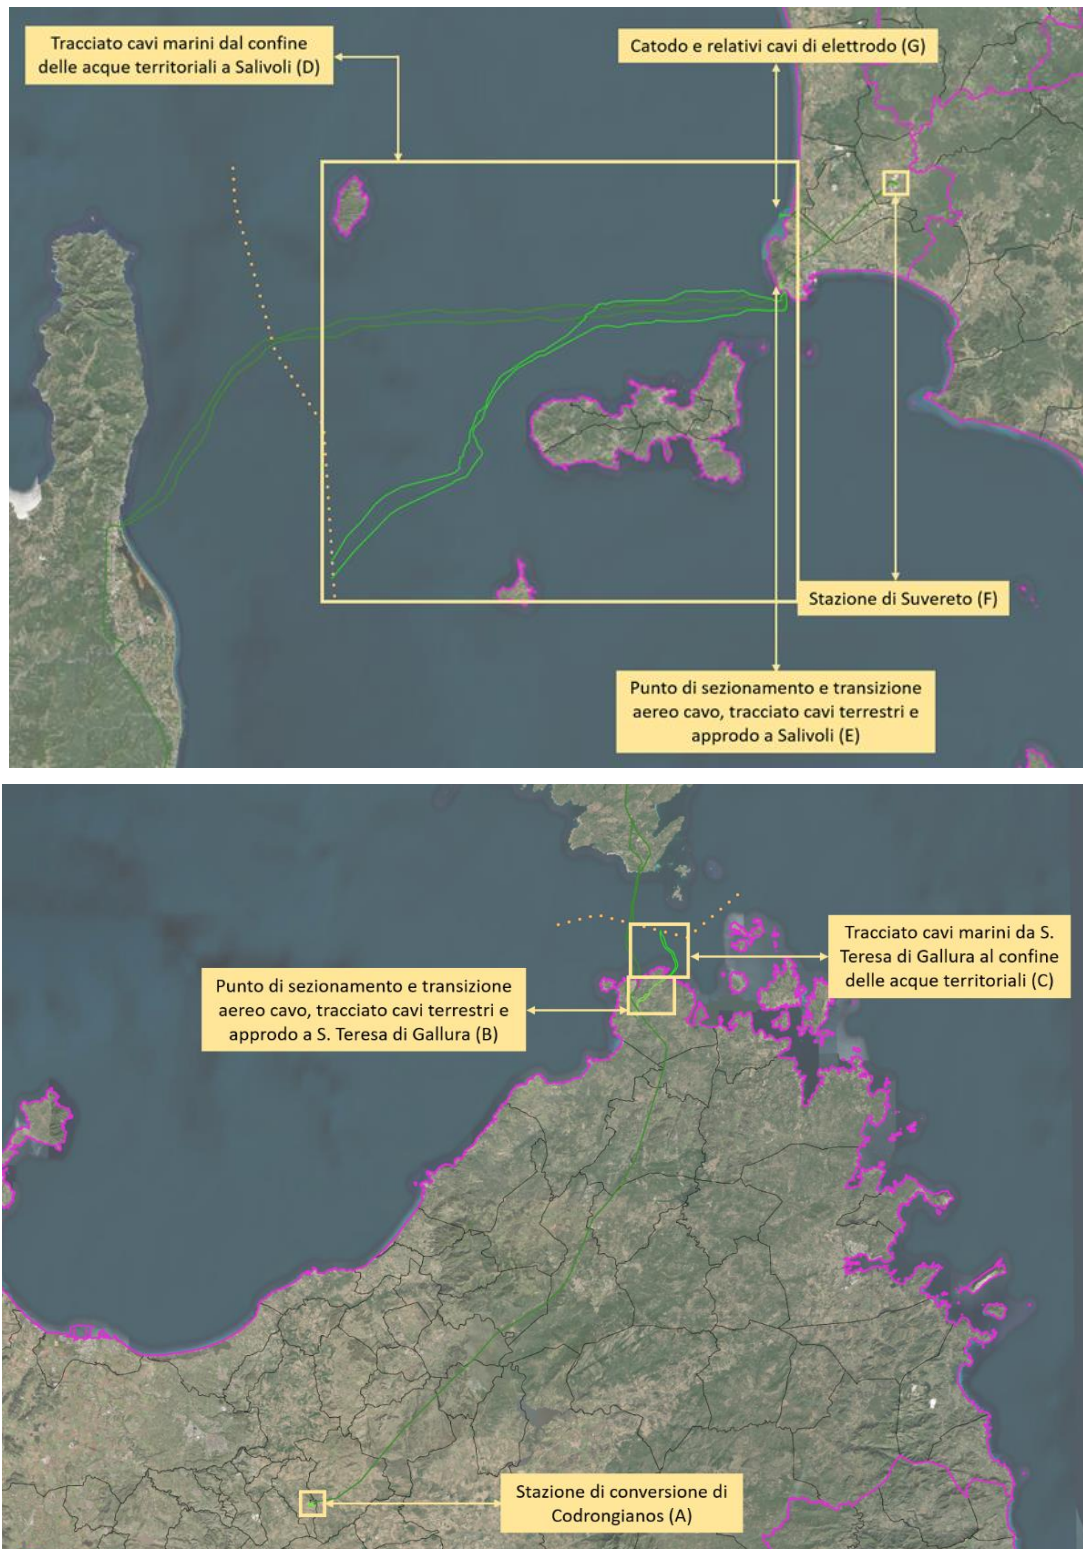 Tracciato cavi marini dal confine
delle acque territoriali a Salivoli (D)
Catodo e relativi cavi di elettrodo (G)
Stazione di Suvereto (F)
Punto di sezionamento e transizione
aereo cavo, tracciato cavi terrestri e
approdo a Salivoli (E)
Tracciato cavi marini da S.
Teresa di Gallura al confine
delle acque territoriali (C)
Punto di sezionamento e transizione
aereo cavo, tracciato cavi terrestri e
approdo a S. Teresa di Gallura (B)
Stazione di conversione di
Codrongianos (A)